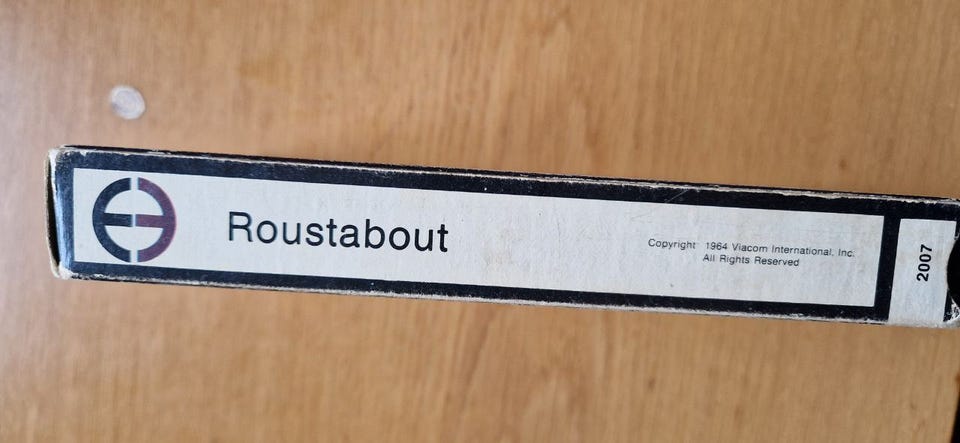 Roustabout
Copyright 1964 Viacom International, Inc.
All Rights Reserved
2007